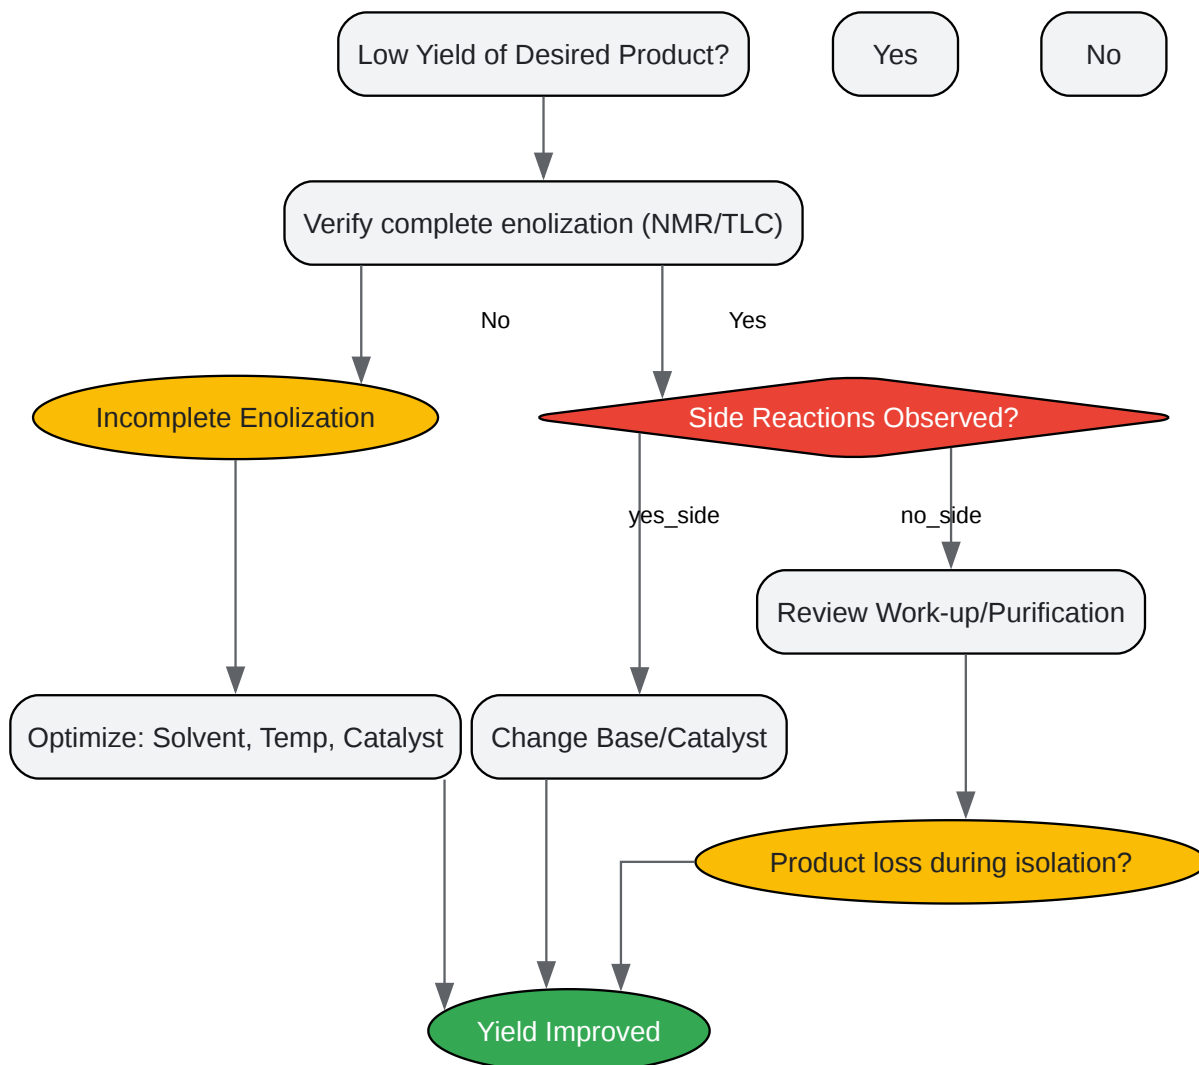 Low Yield of Desired Product?
Yes
No
Verify complete enolization (NMR/TLC)
No
Yes
Incomplete Enolization
Side Reactions Observed?
yes_side
no_side
Review Work-up/Purification
Optimize: Solvent, Temp, Catalyst
Change Base/Catalyst
Product loss during isolation?
Yield Improved